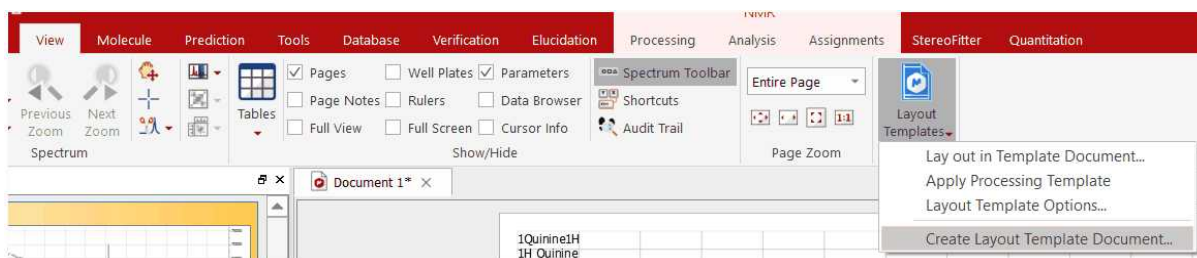 NMR
View Molecule Prediction Tools Database Verification Elucidation Processing Analysis Assignments StereoFitter Quantitation
Pages Well Plates Parameters Spectrum Toolbar Entire Page
Previous Zoom Next Zoom Tables Page Notes Rulers Data Browser Shortcuts 1:1 Layout Templates
Full View Full Screen Cursor Info Audit Trail
Spectrum Show/Hide Page Zoom
Lay out in Template Document...
Document 1*
Apply Processing Template
Layout Template Options...
Create Layout Template Document...
1Quinine1H
1H Quinine